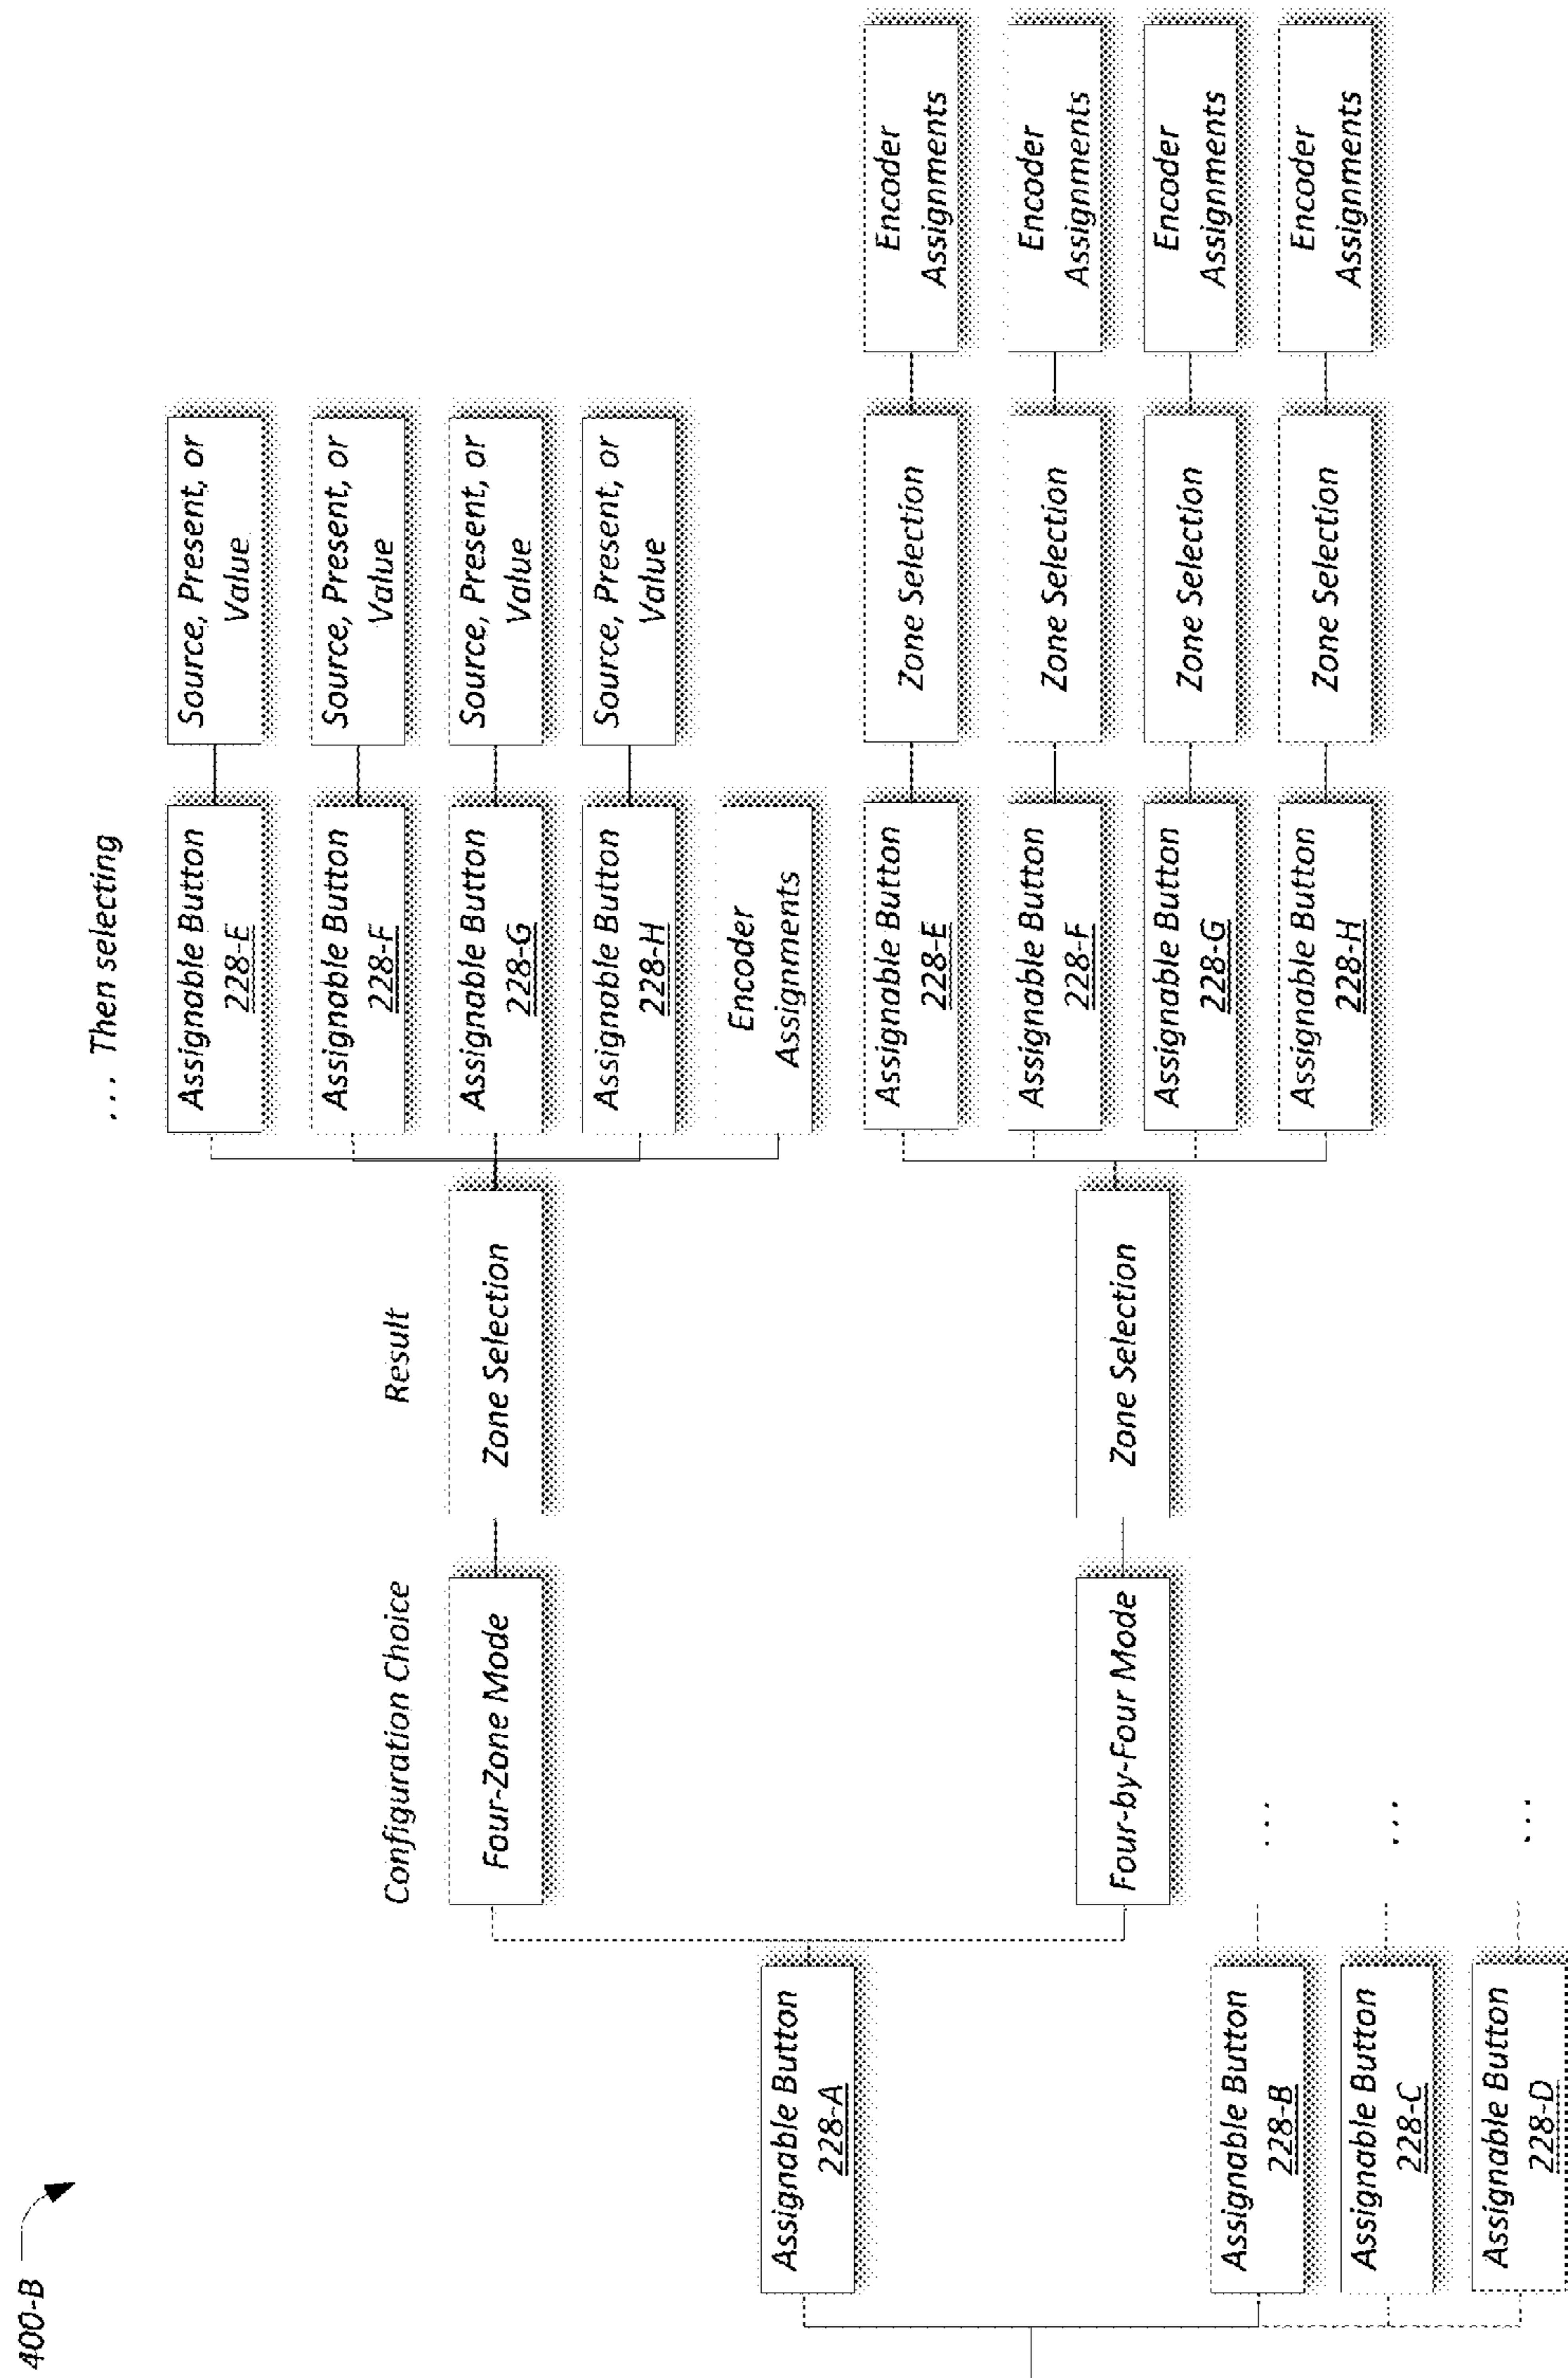 400-B
... Then selecting
Configuration Choice
Result
Assignable Button
228-A
Four-Zone Mode
Zone Selection
Assignable Button
228-E
Source, Present, or
Value
Assignable Button
228-F
Source, Present, or
Value
Assignable Button
228-G
Source, Present, or
Value
Assignable Button
228-H
Source, Present, or
Value
Encoder
Assignments
Four-by-Four Mode
Zone Selection
Assignable Button
228-E
Zone Selection
Encoder
Assignments
Assignable Button
228-F
Zone Selection
Encoder
Assignments
Assignable Button
228-G
Zone Selection
Encoder
Assignments
Assignable Button
228-H
Zone Selection
Encoder
Assignments
Assignable Button
228-B
...
Assignable Button
228-C
...
Assignable Button
228-D
...